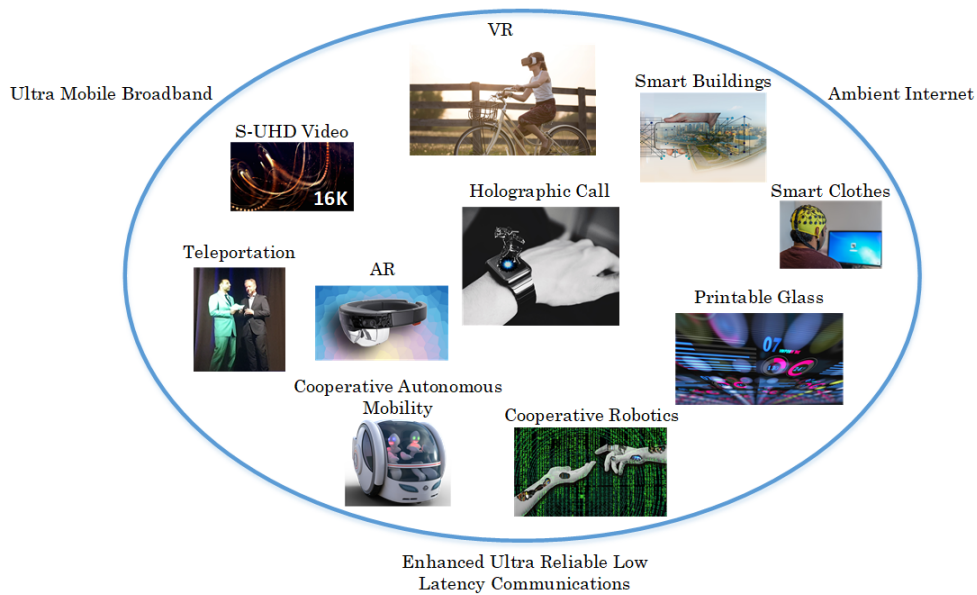 VR
Smart Buildings
Ultra Mobile Broadband
Ambient Internet
S-UHD Video
16K
Holographic Call
Smart Clothes
Teleportation
AR
Printable Glass
07
Cooperative Autonomous
Mobility
Cooperative Robotics
Enhanced Ultra Reliable Low
Latency Communications